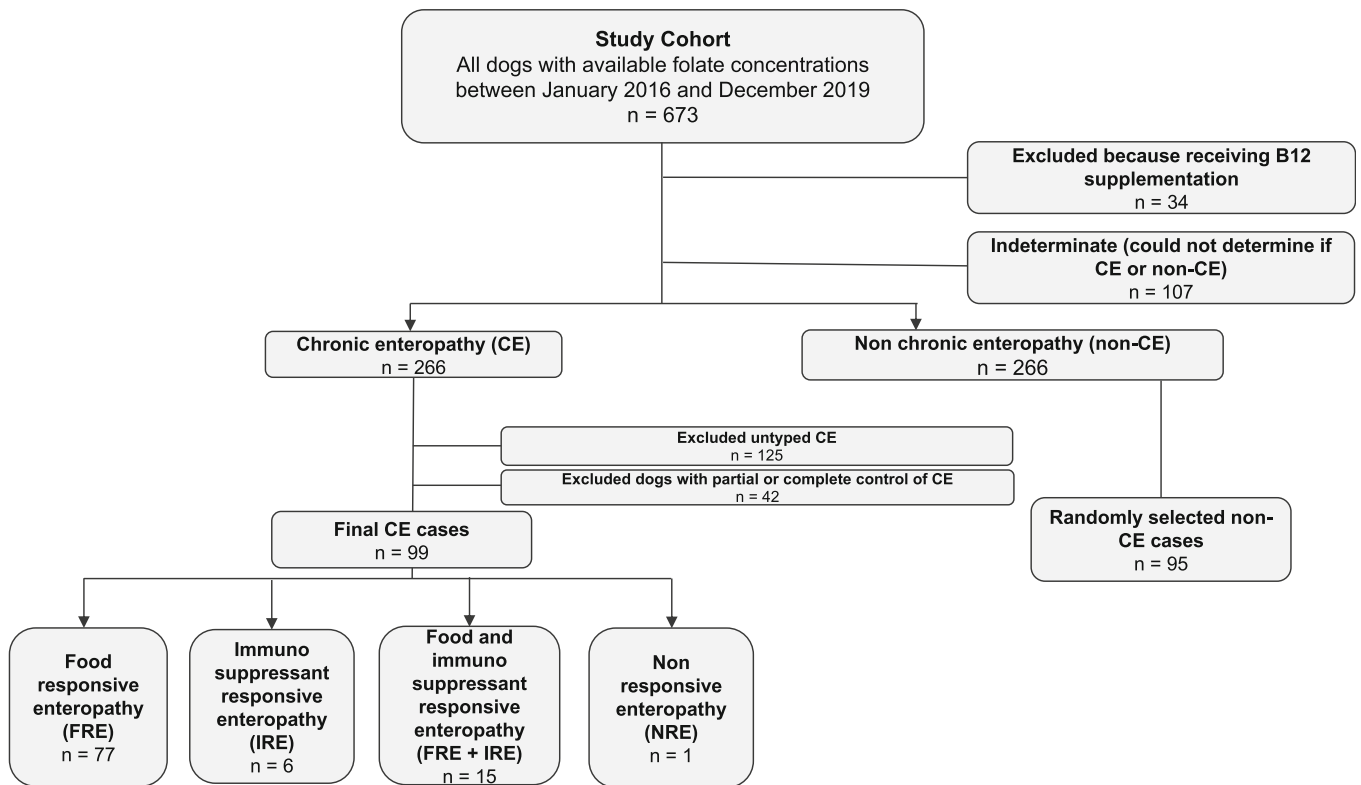 Study Cohort
All dogs with available folate concentrations
between January 2016 and December 2019
n = 673
Excluded because receiving B12
supplementation
n = 34
Indeterminate (could not determine if
CE or non-CE)
n = 107
Chronic enteropathy (CE)
n = 266
Non chronic enteropathy (non-CE)
n = 266
Excluded untyped CE
n = 125
Excluded dogs with partial or complete control of CE
n = 42
Final CE cases
n = 99
Randomly selected non-
CE cases
n = 95
Food
responsive
enteropathy
(FRE)
n = 77
Immuno
suppressant
responsive
enteropathy
(IRE)
n = 6
Food and
immuno
suppressant
responsive
enteropathy
(FRE + IRE)
n = 15
Non
responsive
enteropathy
(NRE)
n = 1